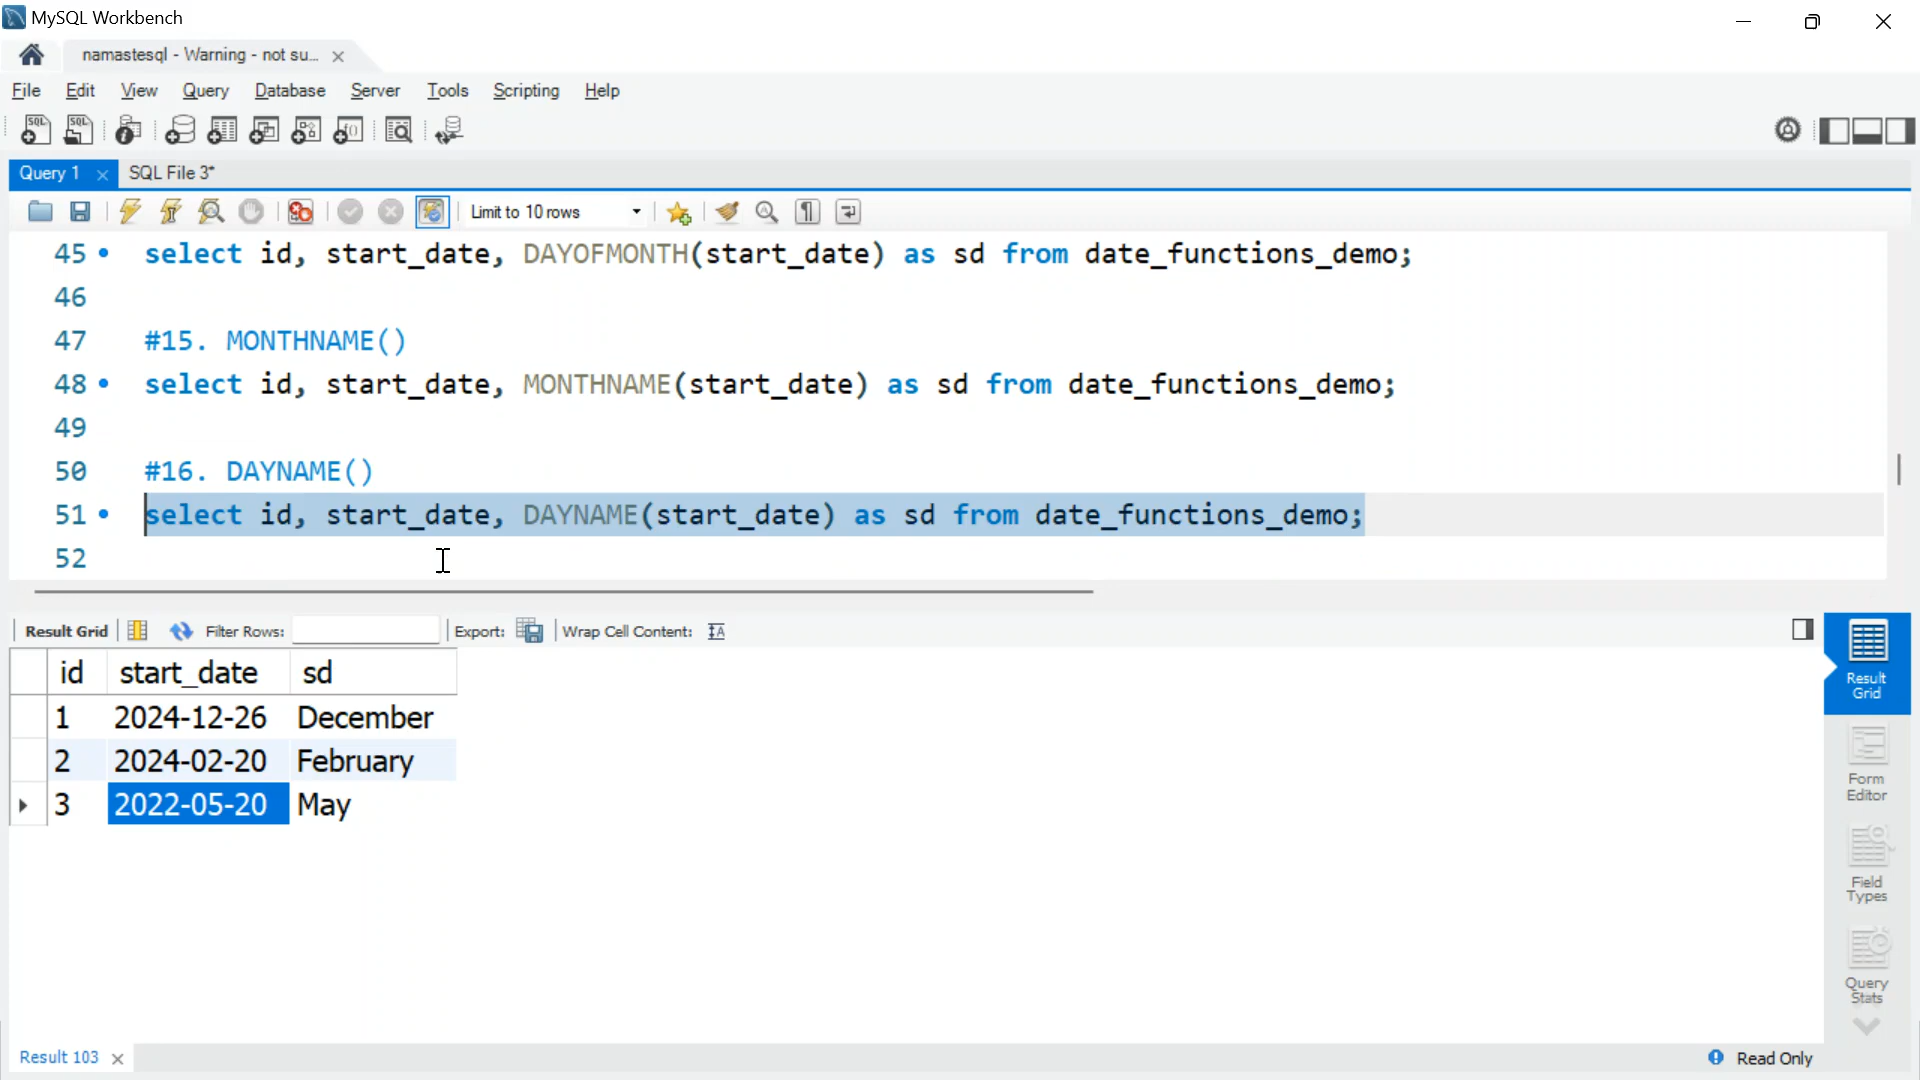 MySQL Workbench
namastesql - Warning - not su...
File Edit View Query Database Server Tools Scripting Help
Query 1 SQL File 3*
Limit to 10 rows
45 select id, start_date, DAYOFMONTH(start_date) as sd from date_functions_demo;
46
47 #15. MONTHNAME()
48 select id, start_date, MONTHNAME(start_date) as sd from date_functions_demo;
49
50 #16. DAYNAME()
51 select id, start_date, DAYNAME(start_date) as sd from date_functions_demo;
52
Result Grid Filter Rows: Export: Wrap Cell Content:
id start_date sd
1 2024-12-26 December
2 2024-02-20 February
3 2022-05-20 May
Result
Grid
Form
Editor
Field
Types
Query
Stats
Result 103 Read Only